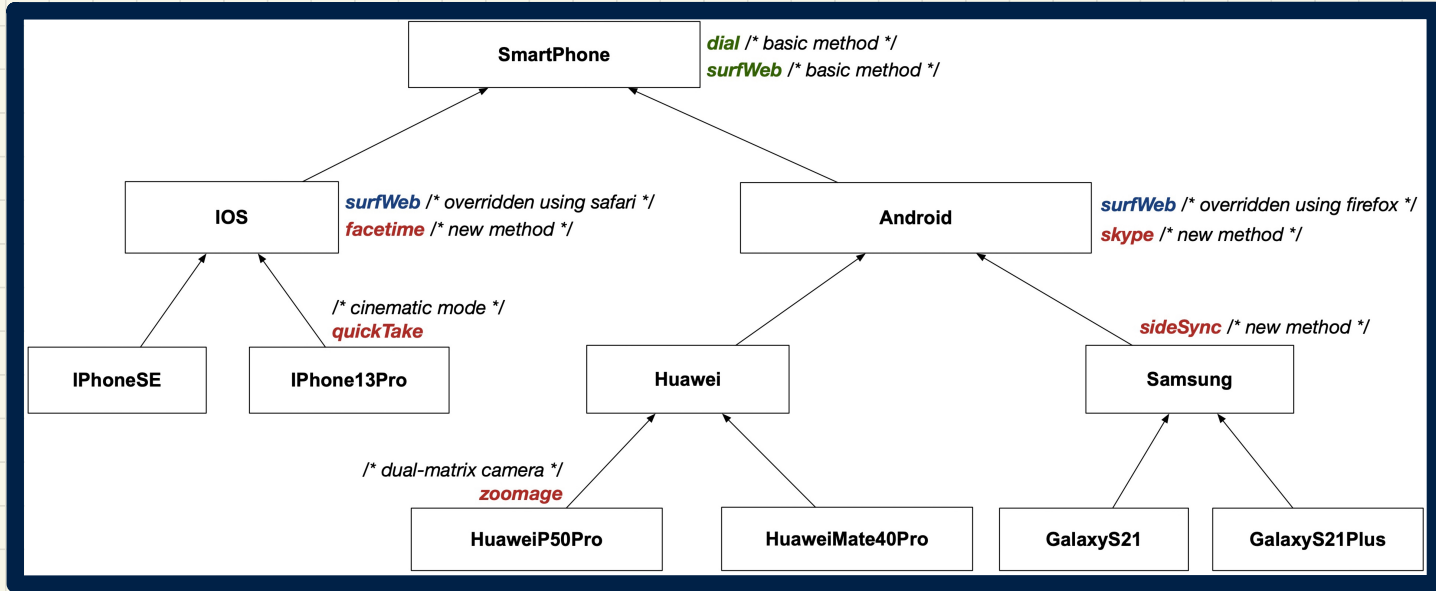 SmartPhone
dial /* basic method */
surfWeb /* basic method */
IOS
surfWeb /* overridden using safari */
facetime /* new method */
Android
surfWeb /* overridden using firefox */
skype /* new method */
/* cinematic mode */
quickTake
sideSync /* new method */
IPhoneSE
IPhone13Pro
Huawei
Samsung
/* dual-matrix camera */
zoomage
HuaweiP50Pro
HuaweiMate40Pro
GalaxyS21
GalaxyS21Plus